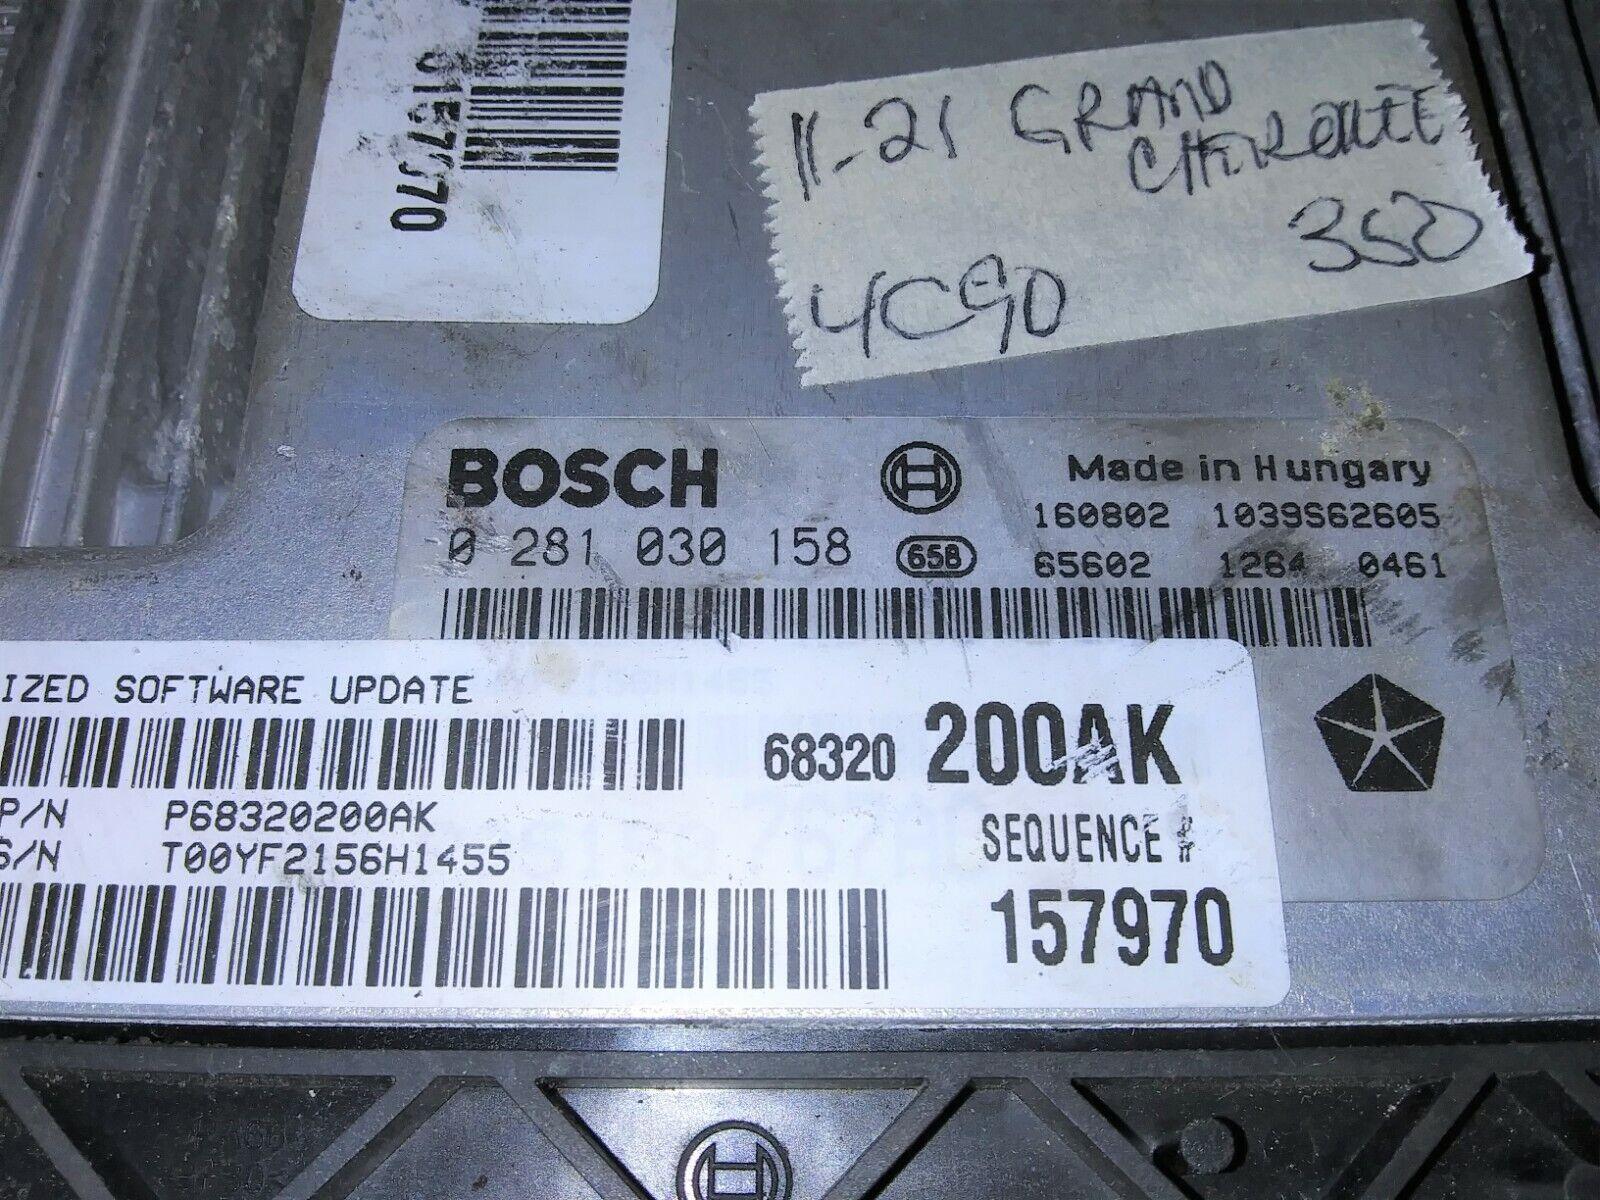 11-21 GRAND
CHEROKEE
350
4C90
BOSCH
Made in Hungary
0 281 030 158
658
160802 1039S62605
65602 1264 0461
IZED SOFTWARE UPDATE
68320 200AK
P/N P68320200AK
S/N T00YF2156H1455
SEQUENCE #
157970